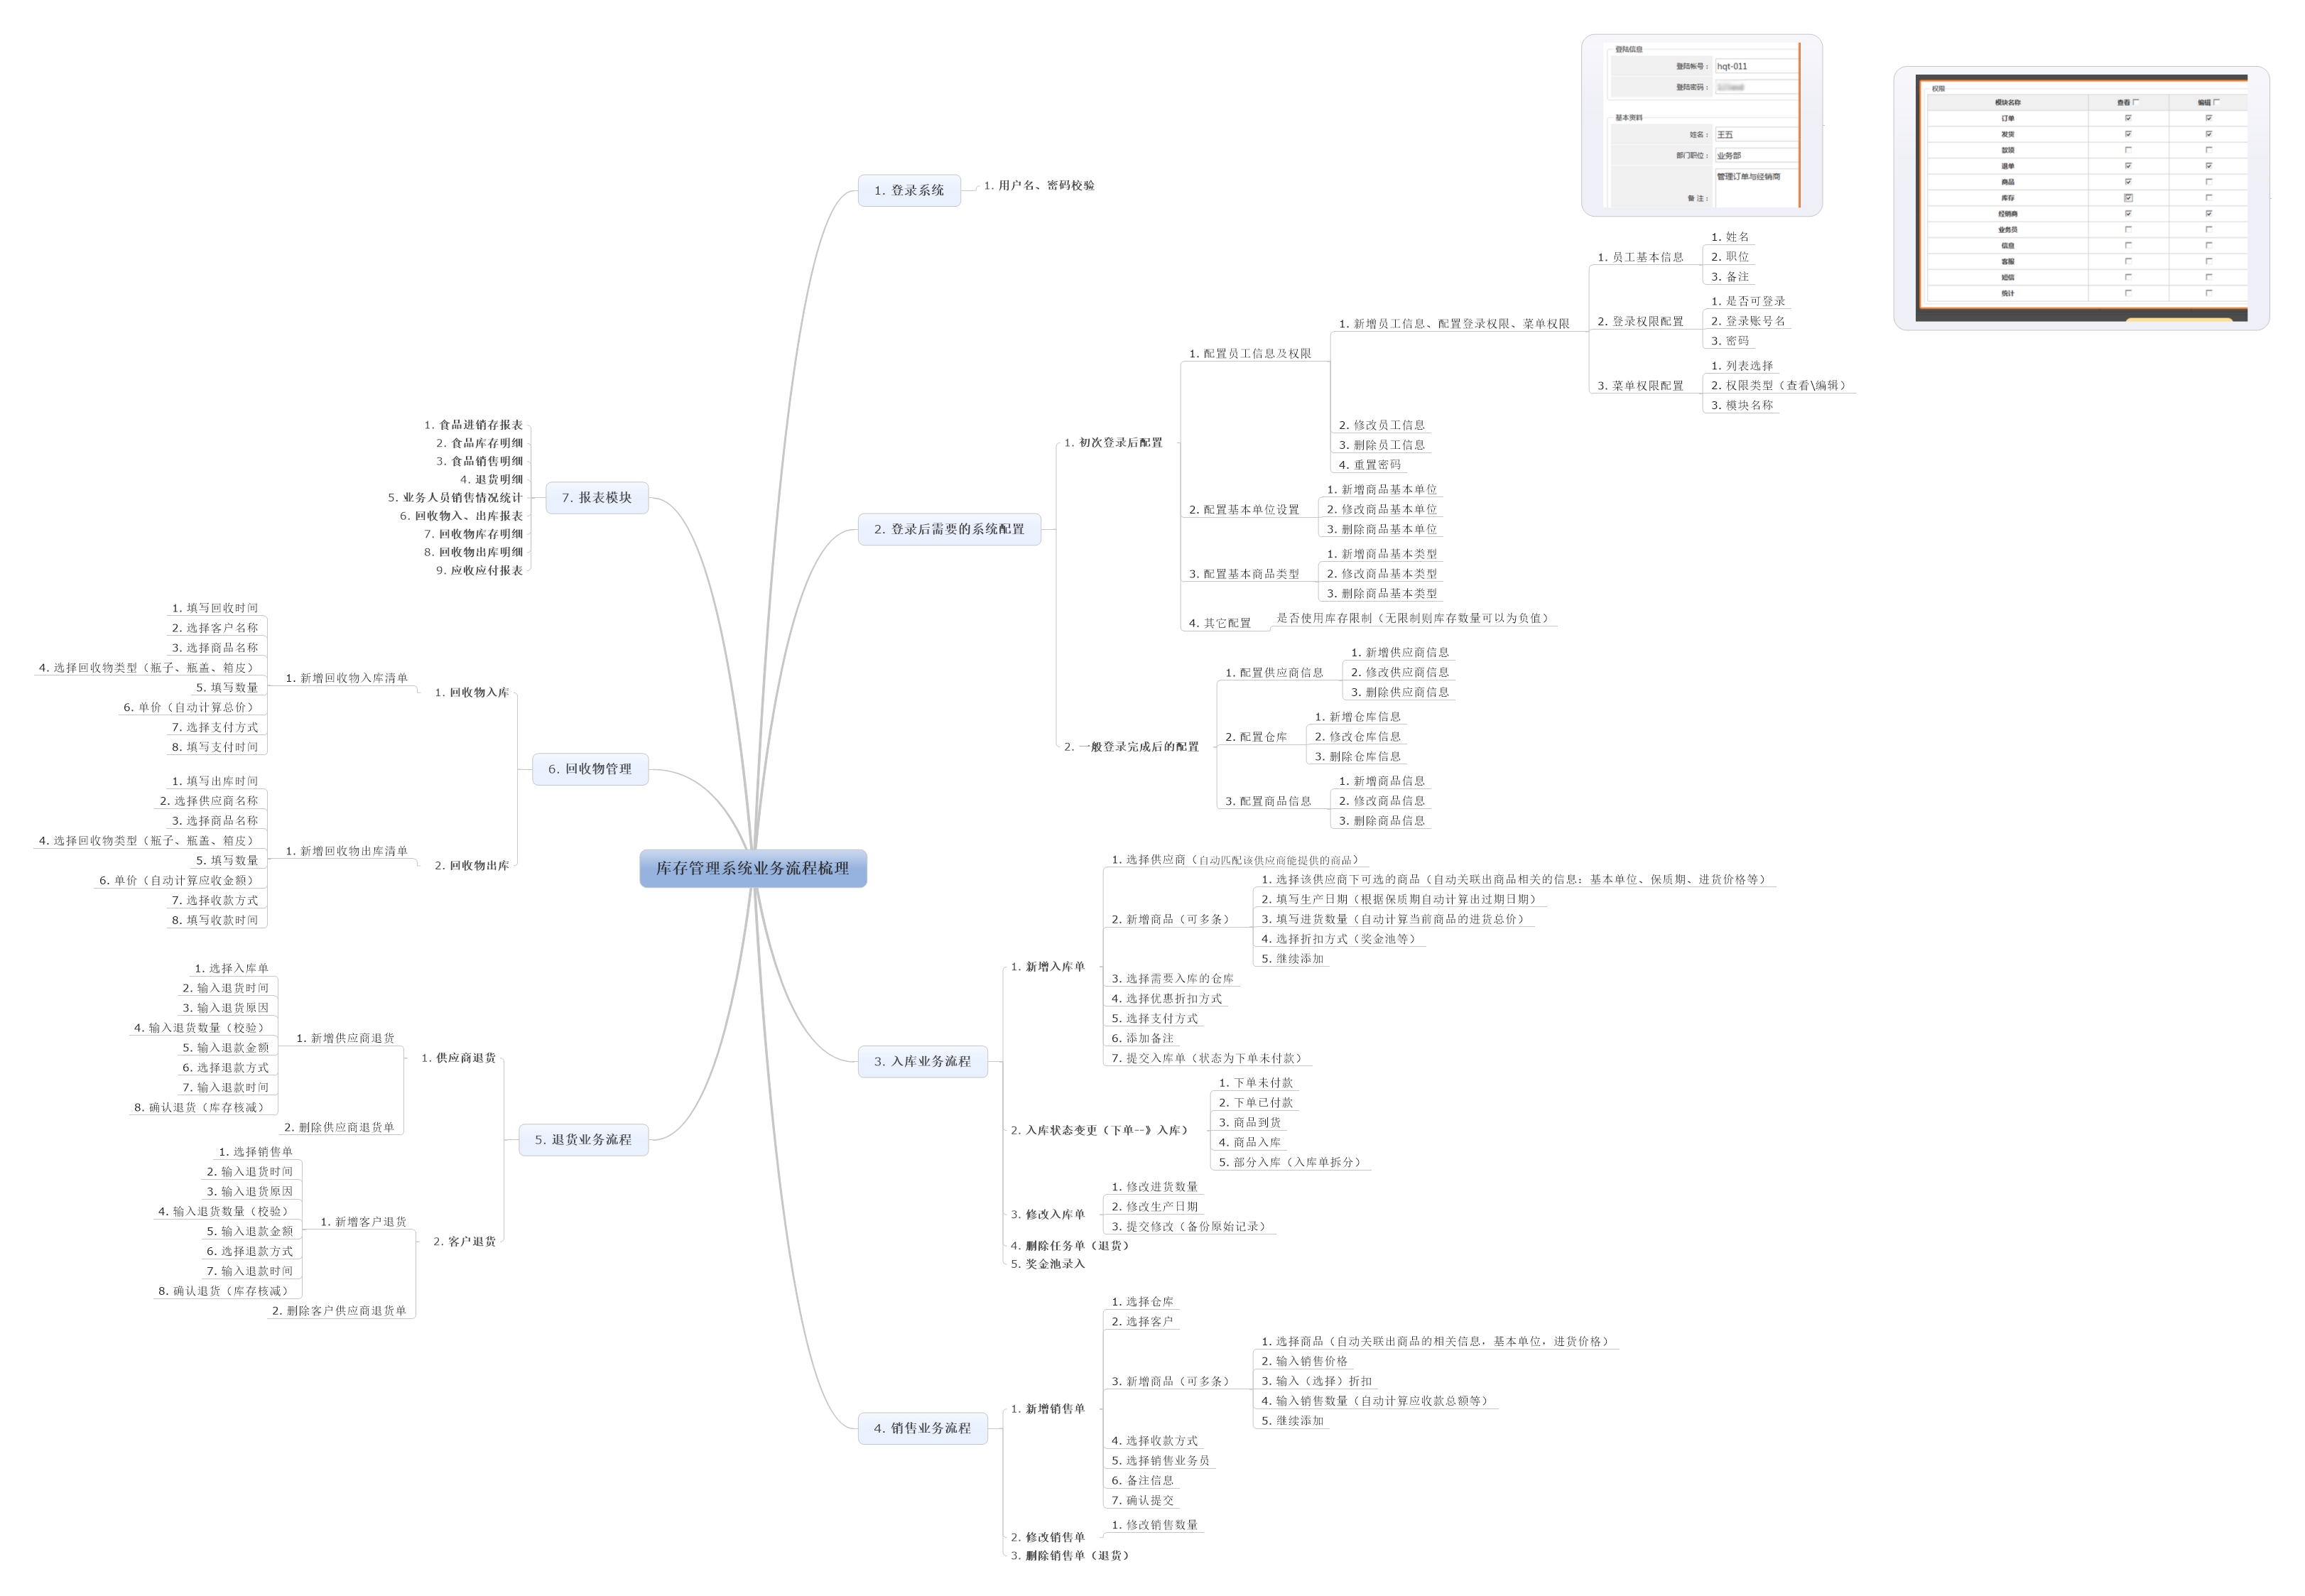 库存管理系统业务流程梳理
1. 登录系统
1. 用户名、密码校验
2. 登录后需要的系统配置
1. 初次登录后配置
1. 配置员工信息及权限
1. 新增员工信息、配置登录权限、菜单权限
1. 员工基本信息
1. 姓名
2. 职位
3. 备注
2. 登录权限配置
1. 是否可登录
2. 登录账号名
3. 密码
3. 菜单权限配置
1. 列表选择
2. 权限类型（查看\编辑）
3. 模块名称
2. 修改员工信息
3. 删除员工信息
4. 重置密码
2. 配置基本单位设置
1. 新增商品基本单位
2. 修改商品基本单位
3. 删除商品基本单位
3. 配置基本商品类型
1. 新增商品基本类型
2. 修改商品基本类型
3. 删除商品基本类型
4. 其它配置
是否使用库存限制（无限制则库存数量可以为负值）
2. 一般登录完成后的配置
1. 配置供应商信息
1. 新增供应商信息
2. 修改供应商信息
3. 删除供应商信息
2. 配置仓库
1. 新增仓库信息
2. 修改仓库信息
3. 删除仓库信息
3. 配置商品信息
1. 新增商品信息
2. 修改商品信息
3. 删除商品信息
3. 入库业务流程
1. 新增入库单
1. 选择供应商（自动匹配该供应商能提供的商品）
2. 新增商品（可多条）
1. 选择该供应商下可选的商品（自动关联出商品相关的信息：基本单位、保质期、进货价格等）
2. 填写生产日期（根据保质期自动计算出过期日期）
3. 填写进货数量（自动计算当前商品的进货总价）
4. 选择折扣方式（奖金池等）
5. 继续添加
3. 选择需要入库的仓库
4. 选择优惠折扣方式
5. 选择支付方式
6. 添加备注
7. 提交入库单（状态为下单未付款）
2. 入库状态变更（下单--》入库）
1. 下单未付款
2. 下单已付款
3. 商品到货
4. 商品入库
5. 部分入库（入库单拆分）
3. 修改入库单
1. 修改进货数量
2. 修改生产日期
3. 提交修改（备份原始记录）
4. 删除任务单（退货）
5. 奖金池录入
4. 销售业务流程
1. 新增销售单
1. 选择仓库
2. 选择客户
3. 新增商品（可多条）
1. 选择商品（自动关联出商品的相关信息，基本单位，进货价格）
2. 输入销售价格
3. 输入（选择）折扣
4. 输入销售数量（自动计算应收款总额等）
5. 继续添加
4. 选择收款方式
5. 选择销售业务员
6. 备注信息
7. 确认提交
2. 修改销售单
1. 修改销售数量
3. 删除销售单（退货）
5. 退货业务流程
1. 供应商退货
1. 新增供应商退货
1. 选择入库单
2. 输入退货时间
3. 输入退货原因
4. 输入退货数量（校验）
5. 输入退款金额
6. 选择退款方式
7. 输入退款时间
8. 确认退货（库存核减）
2. 删除供应商退货单
2. 客户退货
1. 新增客户退货
1. 选择销售单
2. 输入退货时间
3. 输入退货原因
4. 输入退货数量（校验）
5. 输入退款金额
6. 选择退款方式
7. 输入退款时间
8. 确认退货（库存核减）
2. 删除客户供应商退货单
6. 回收物管理
1. 回收物入库
1. 新增回收物入库清单
1. 填写回收时间
2. 选择客户名称
3. 选择商品名称
4. 选择回收物类型（瓶子、瓶盖、箱皮）
5. 填写数量
6. 单价（自动计算总价）
7. 选择支付方式
8. 填写支付时间
2. 回收物出库
1. 新增回收物出库清单
1. 填写出库时间
2. 选择供应商名称
3. 选择商品名称
4. 选择回收物类型（瓶子、瓶盖、箱皮）
5. 填写数量
6. 单价（自动计算应收金额）
7. 选择收款方式
8. 填写收款时间
7. 报表模块
1. 食品进销存报表
2. 食品库存明细
3. 食品销售明细
4. 退货明细
5. 业务人员销售情况统计
6. 回收物入、出库报表
7. 回收物库存明细
8. 回收物出库明细
9. 应收应付报表
登陆信息
登陆帐号： hqt-011
登陆密码：
基本资料
姓名： 王五
部门职位： 业务部
管理订单与经销商
备 注：
权限
模块名称 查看 编辑
订单
发货
款项
退单
商品
库存
经销商
业务员
信息
客服
短信
统计